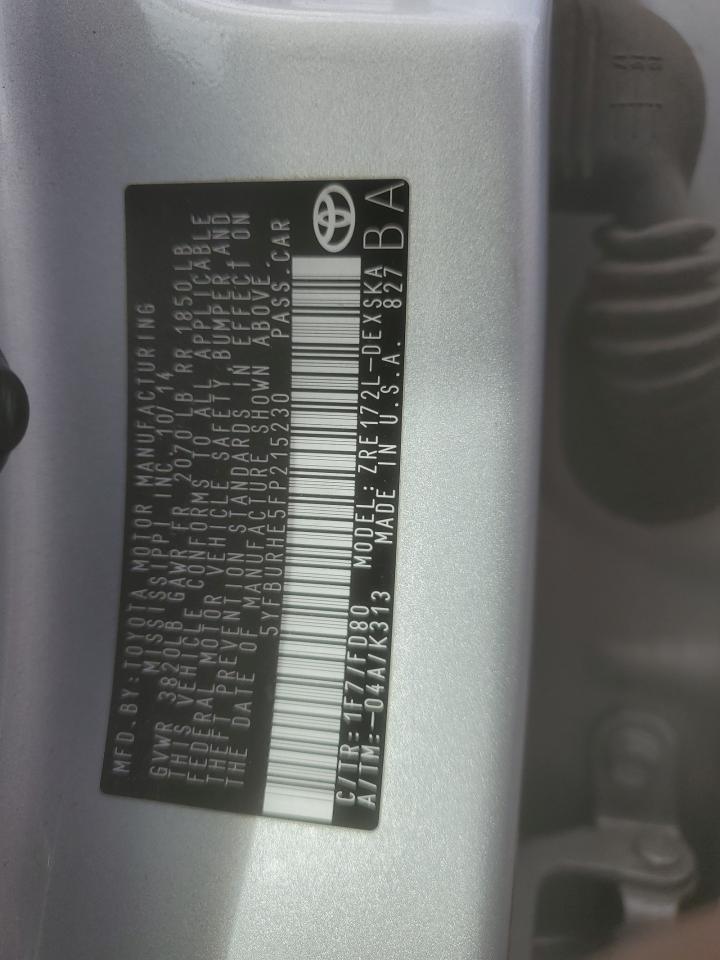 MFD.BY:TOYOTA MOTOR MANUFACTURING
MISSISSIPPI INC 10/14
GVWR 3820LB GAWR FR 2070 LB RR 1850 LB
THIS VEHICLE CONFORMS TO ALL APPLICABLE
FEDERAL MOTOR VEHICLE SAFETY, BUMPER AND
THEFT PREVENTION STANDARDS IN EFFECT ON
THE DATE OF MANUFACTURE SHOWN ABOVE.
5YFBURHE5FP215230 PASS.CAR
C/TR:1F7/FD80 MODEL:ZRE172L-DEXSKA
A/TM:-04A/K313 MADE IN U.S.A. 827
BA